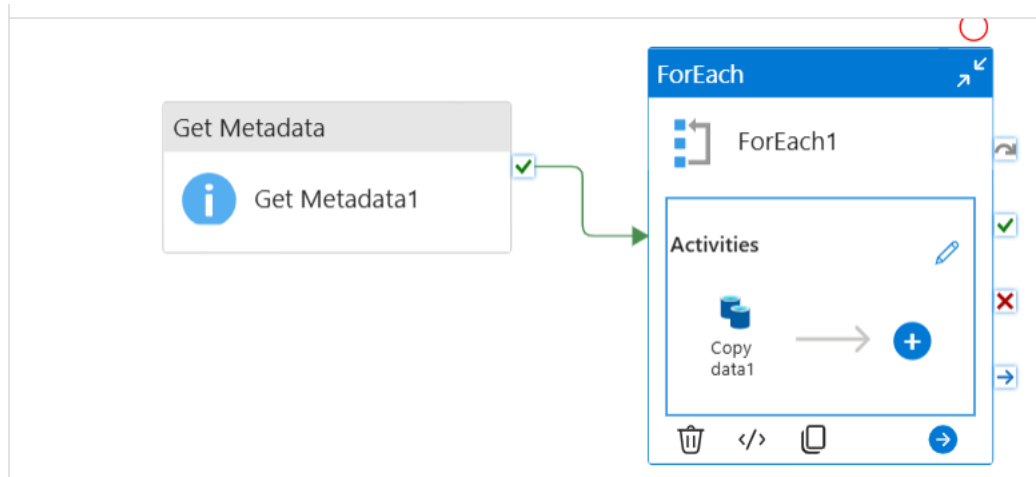 Get Metadata
Get Metadata1
ForEach
ForEach1
Activities
Copy
data1